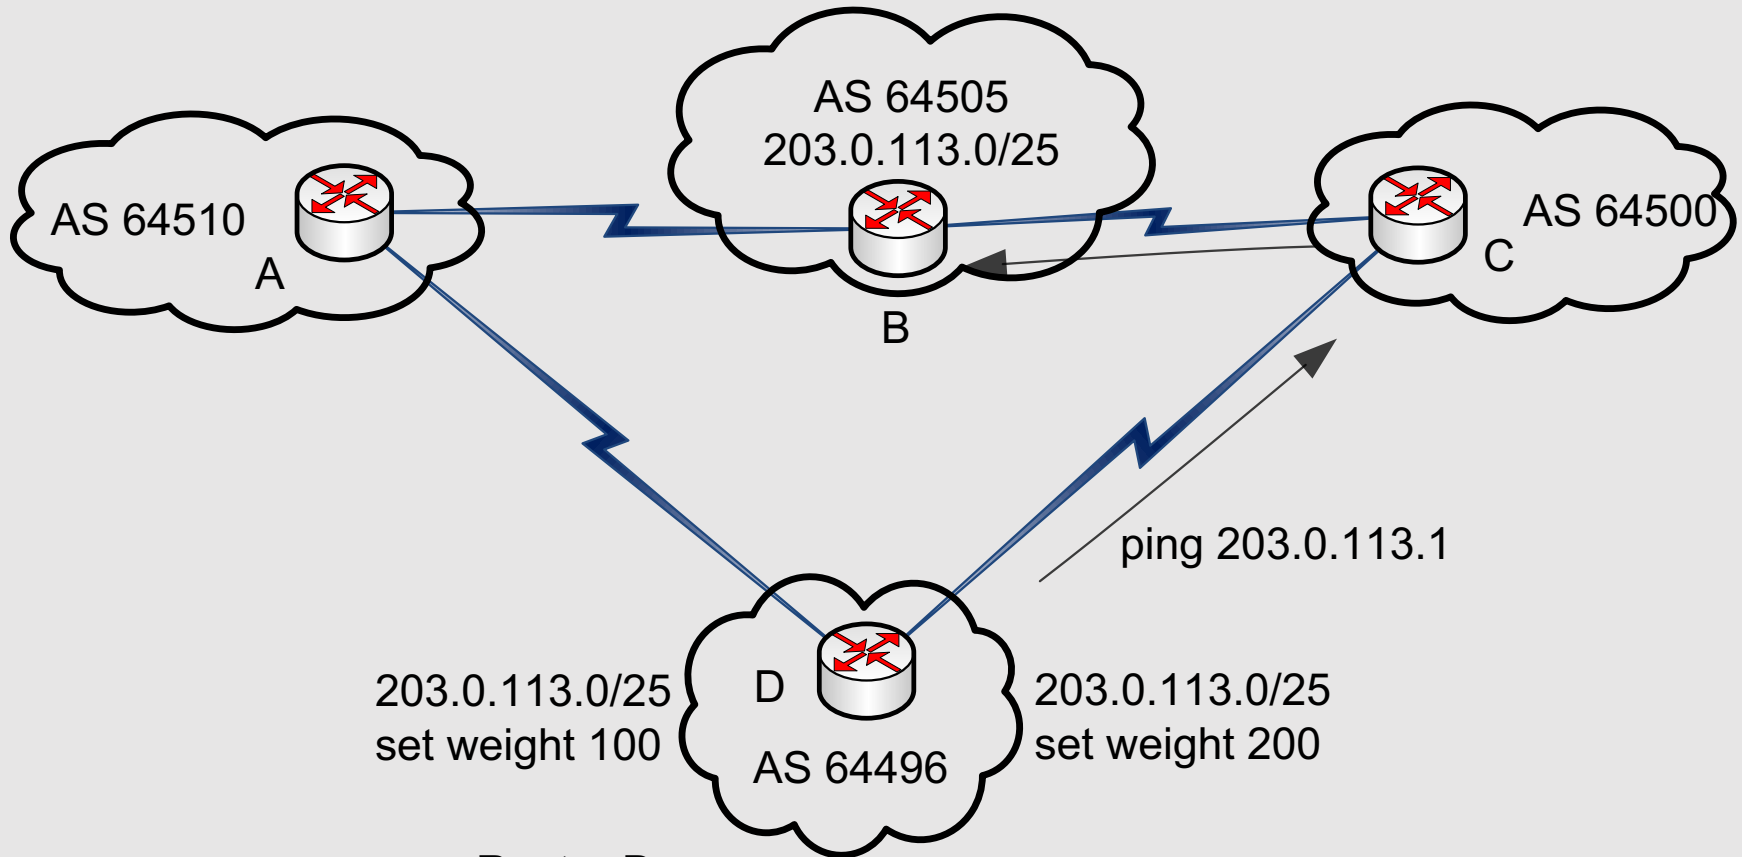 AS 64505
203.0.113.0/25
AS 64510
AS 64500
A
C
B
ping 203.0.113.1
203.0.113.0/25
set weight 100
D
203.0.113.0/25
set weight 200
AS 64496